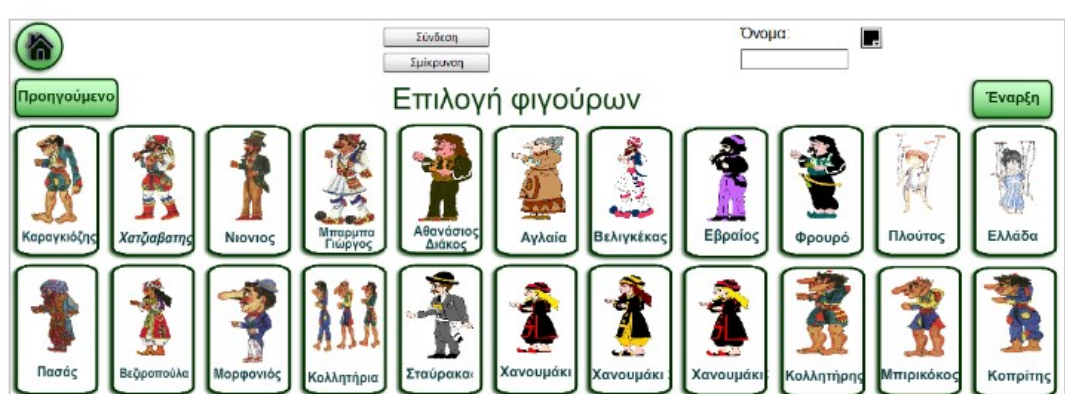 Σύνδεση
Όνομα:
Σμίκρυνση
Προηγούμενο
Επιλογή φιγούρων
Έναρξη
Καραγκιόζης
Χατζιαβατης
Νιονιος
Μπαρμπα
Γιώργος
Αθανάσιος
Διάκος
Αγλαία
Βελιγκέκας
Εβραίος
Φρουρό
Πλούτος
Ελλάδα
Πασάς
Βεζιροπούλα
Μορφονιός
Κολλητήρια
Σταύρακα
Χανουμάκι
Χανουμάκι
Χανουμάκι
Κολλητήρης
Μπιρικόκος
Κοπρίτης